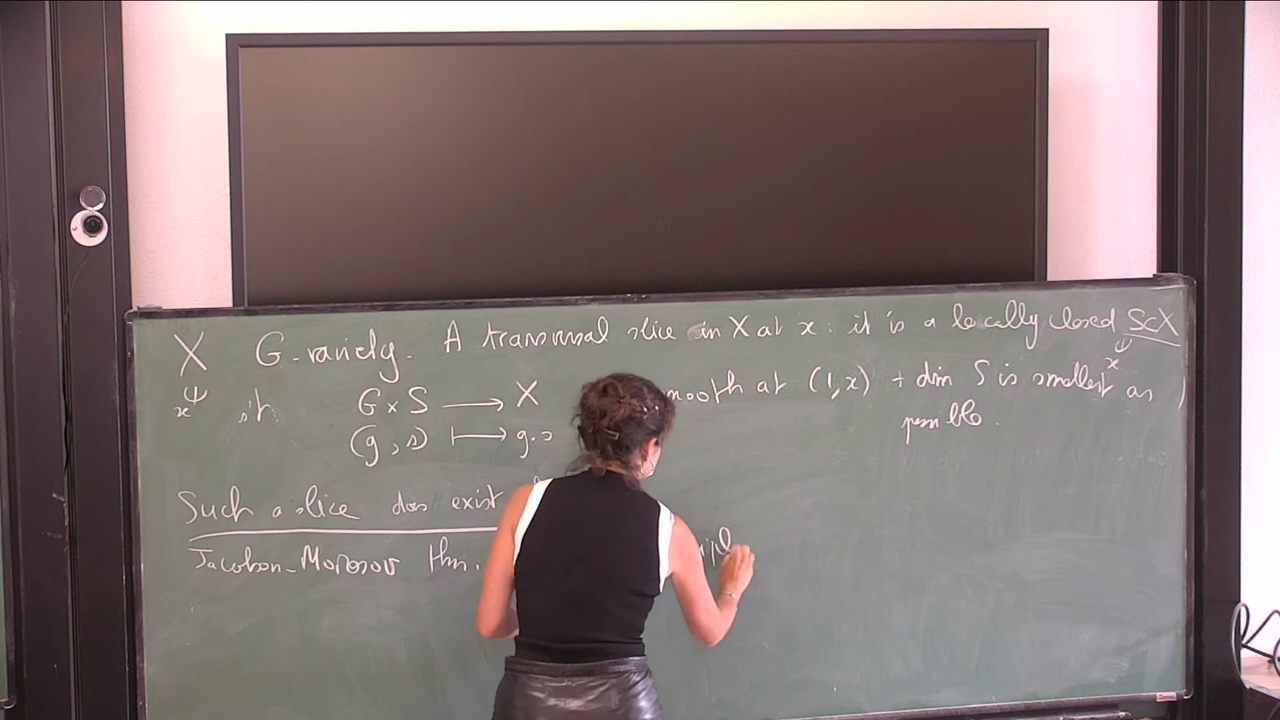 X G-variety. A transversal slice in X at x : it is a locally closed S⊂X
x s.t. G × S ⟶ X smooth at (1,x) + dim S is smallest as
(g, s) ⟼ g.s possible.
Such a slice does exist
Jacobson-Morosov thm: